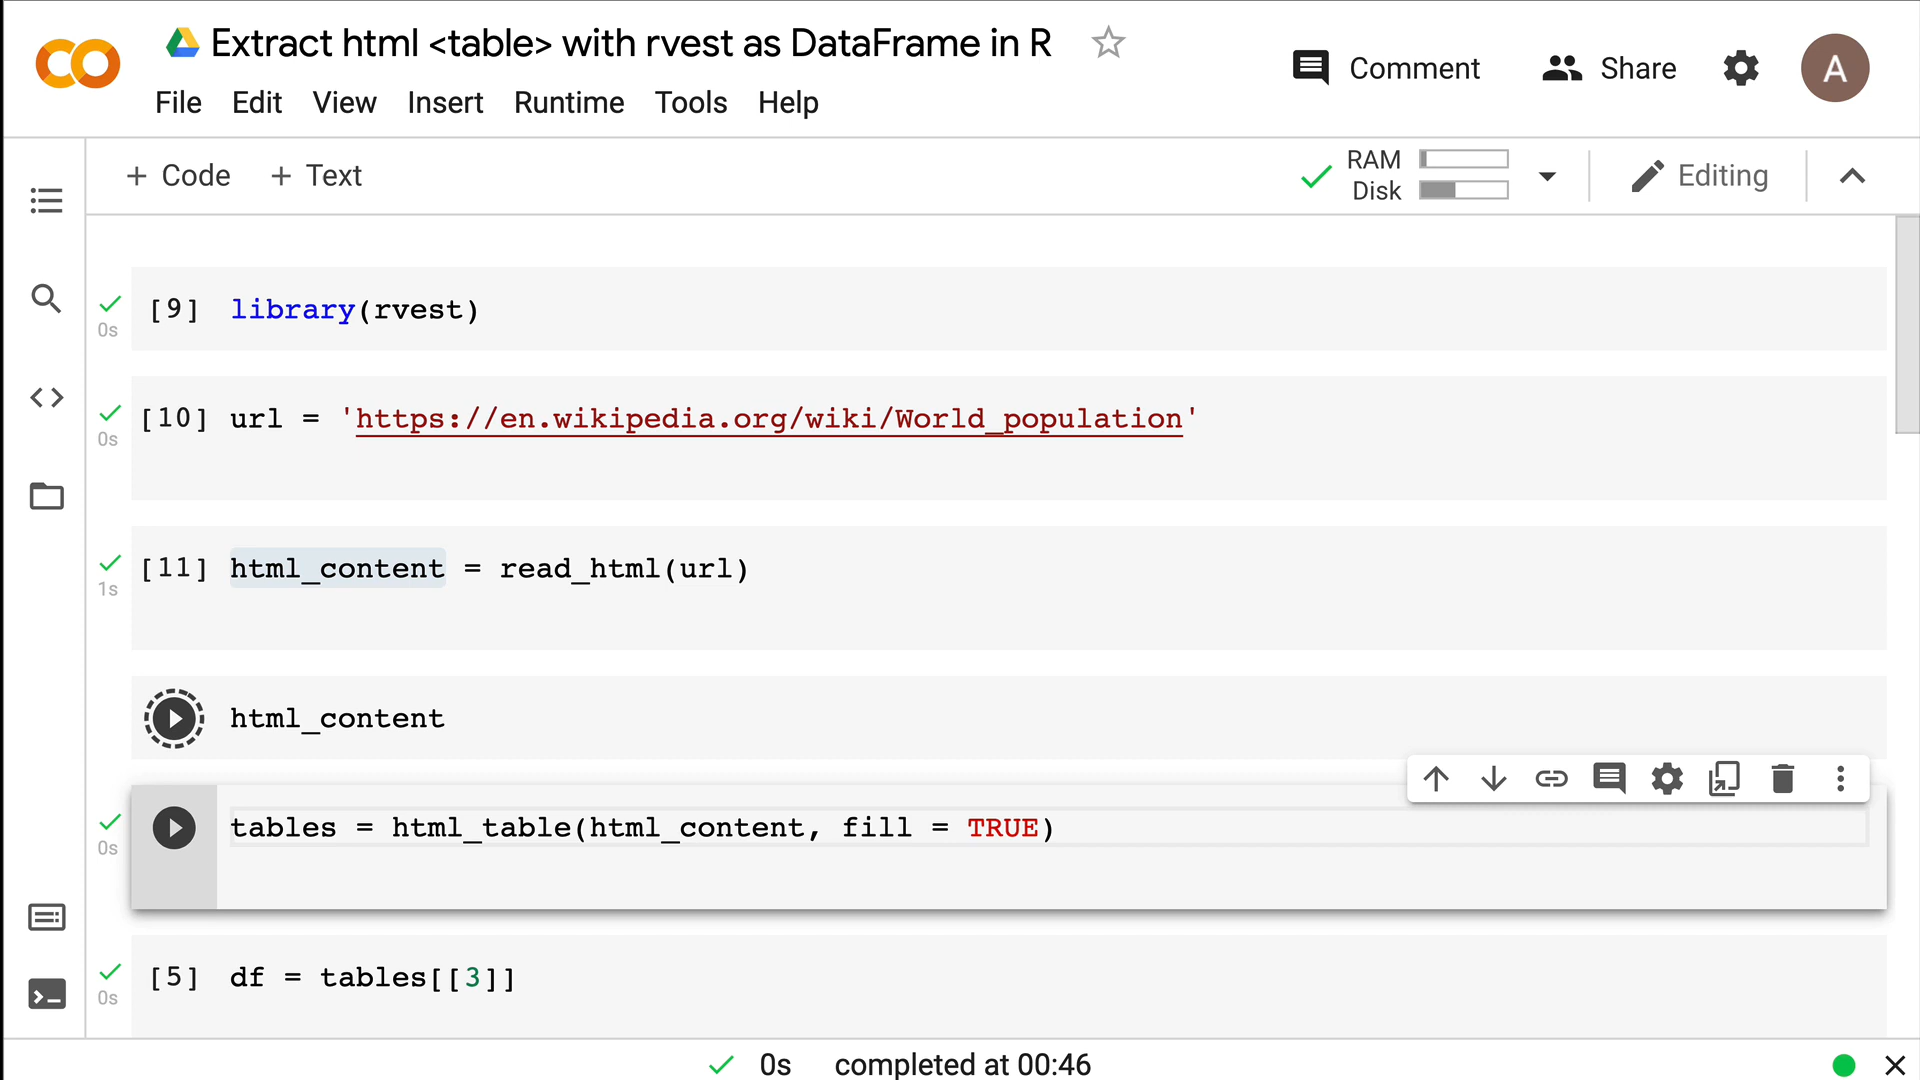 Extract html <table> with rvest as DataFrame in R
Comment
Share
A
File Edit View Insert Runtime Tools Help
+ Code + Text
RAM
Disk
Editing
[9] library(rvest)
0s
[10] url = 'https://en.wikipedia.org/wiki/World_population'
0s
[11] html_content = read_html(url)
1s
html_content
tables = html_table(html_content, fill = TRUE)
0s
[5] df = tables[[3]]
0s
0s completed at 00:46